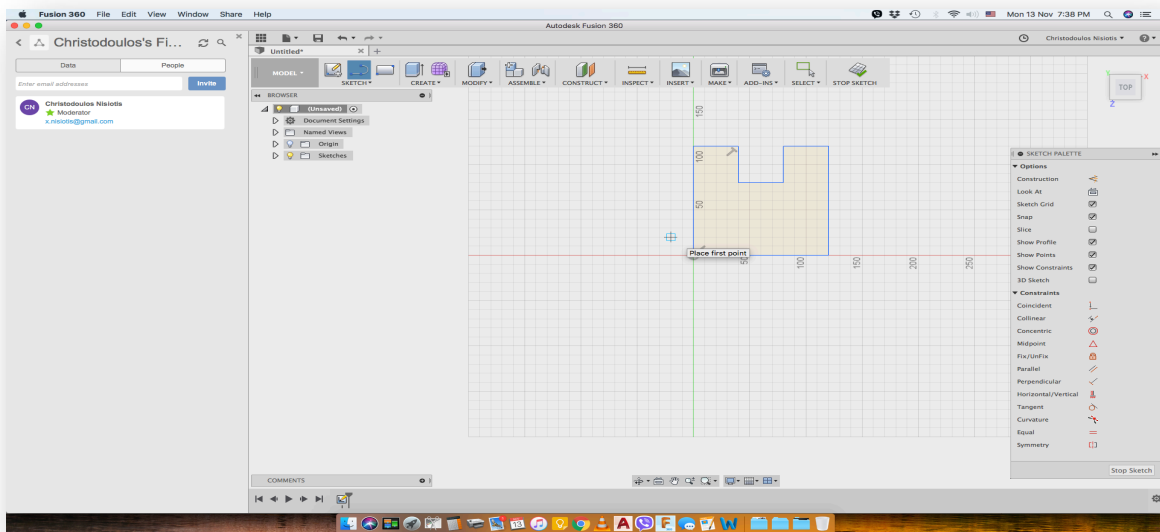 Fusion 360 File Edit View Window Share Help
Mon 13 Nov 7:38 PM
Autodesk Fusion 360
Christodoulos's Fi...
Christodoulos Nisiotis
Untitled*
Data People
MODEL SKETCH CREATE MODIFY ASSEMBLE CONSTRUCT INSPECT INSERT MAKE ADD-INS SELECT STOP SKETCH
Enter email addresses Invite
CN
Christodoulos Nisiotis
Moderator
x.nisiotis@gmail.com
BROWSER
(Unsaved)
Document Settings
Named Views
Origin
Sketches
TOP
X
Z
150
100
50
Place first point
50 100 150 200 250
SKETCH PALETTE
Options
Construction
Look At
Sketch Grid
Snap
Slice
Show Profile
Show Points
Show Constraints
3D Sketch
Constraints
Coincident
Collinear
Concentric
Midpoint
Fix/UnFix
Parallel
Perpendicular
Horizontal/Vertical
Tangent
Curvature
Equal
Symmetry
Stop Sketch
COMMENTS